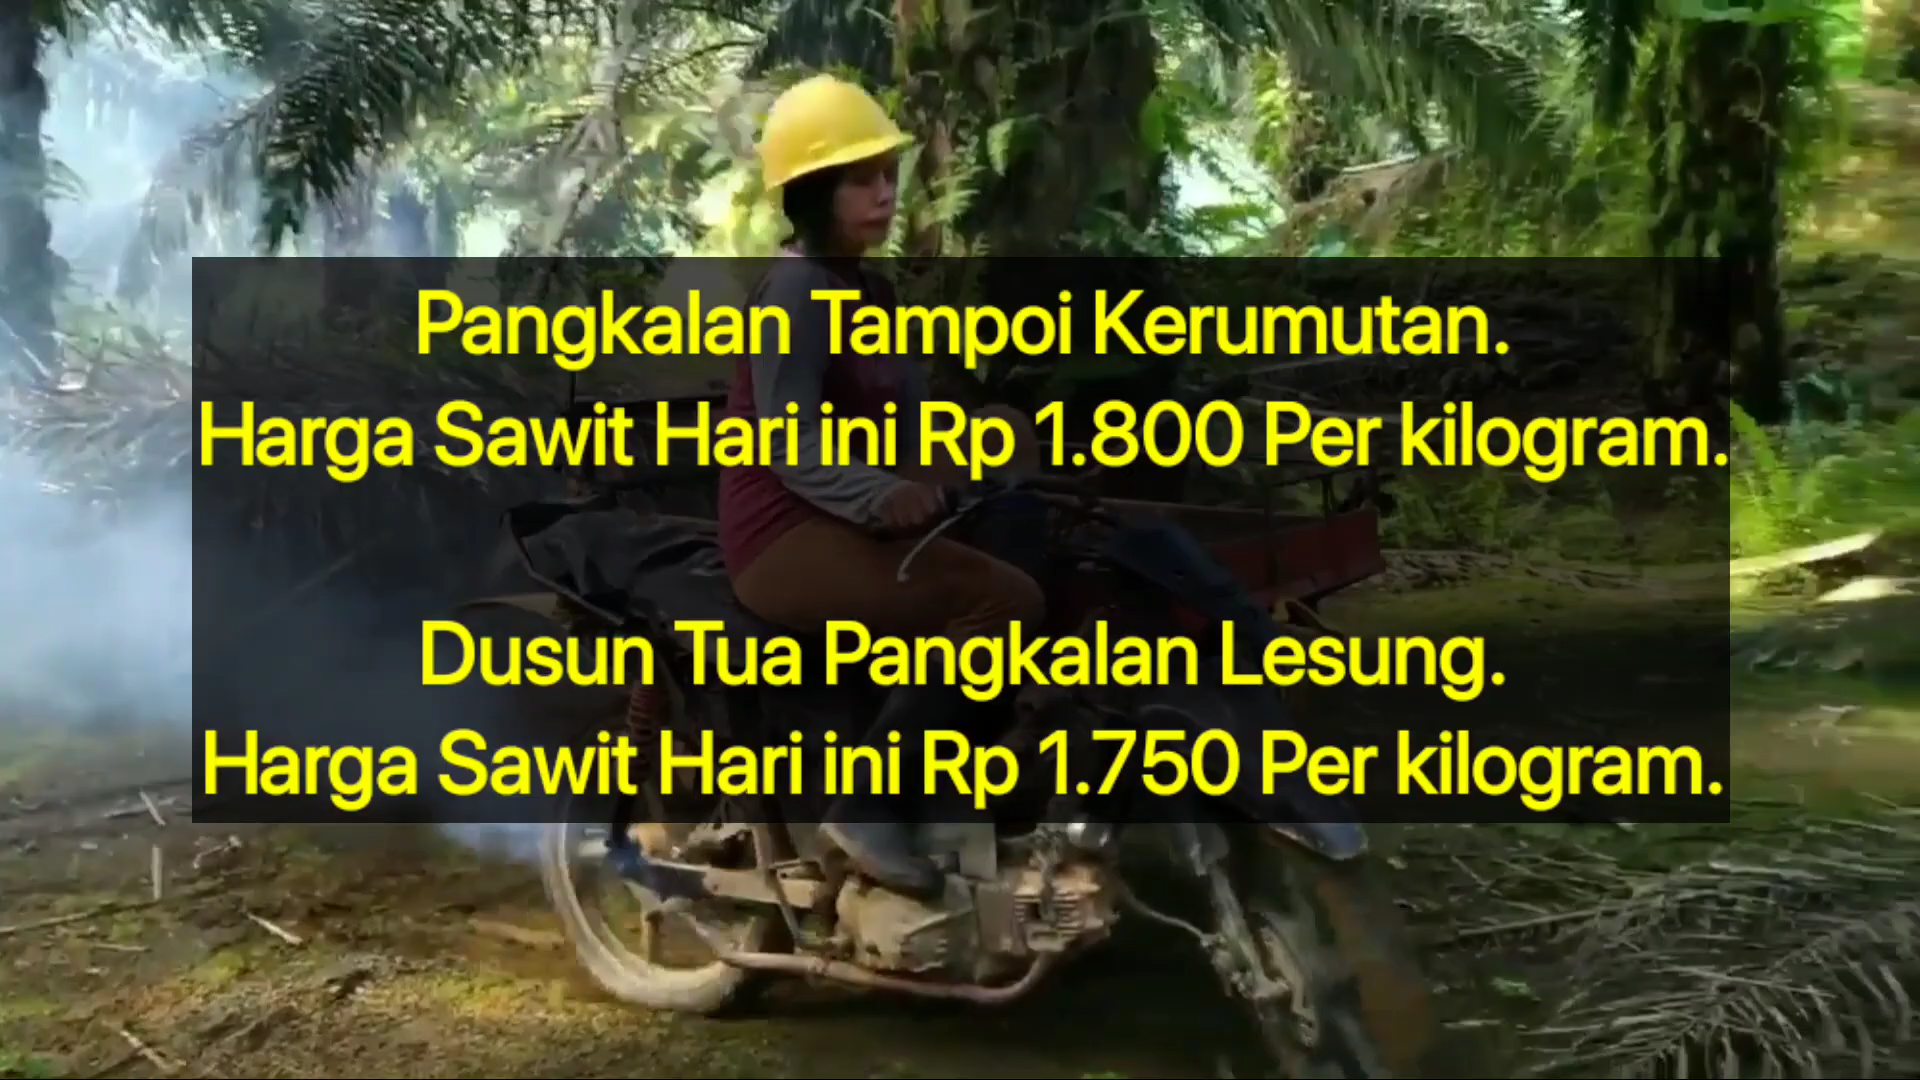 Pangkalan Tampoi Kerumutan.
Harga Sawit Hari ini Rp 1.800 Per kilogram.
Dusun Tua Pangkalan Lesung.
Harga Sawit Hari ini Rp 1.750 Per kilogram.